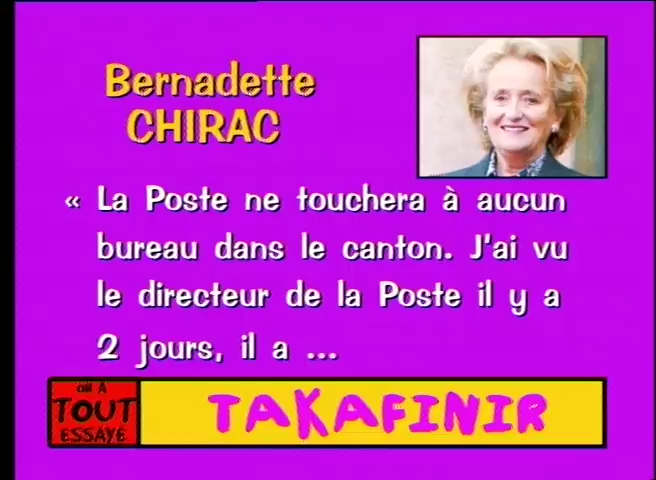 Bernadette
CHIRAC
« La Poste ne touchera à aucun
bureau dans le canton. J'ai vu
le directeur de la Poste il y a
2 jours, il a ...
ON A
TOUT
ESSAYÉ
TAKAFINIR